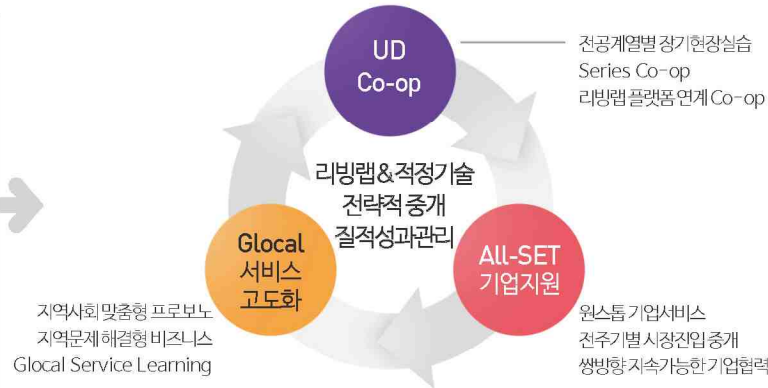 UD
Co-op
전공계열별 장기현장실습
Series Co-op
리빙랩 플랫폼 연계 Co-op
리빙랩&적정기술
전략적 중개
질적성과관리
Glocal
서비스
고도화
All-SET
기업지원
지역사회 맞춤형 프로보노
지역문제 해결형 비즈니스
Glocal Service Learning
원스톱 기업서비스
전주기별 시장진입 중개
쌍방향 지속가능한 기업협력